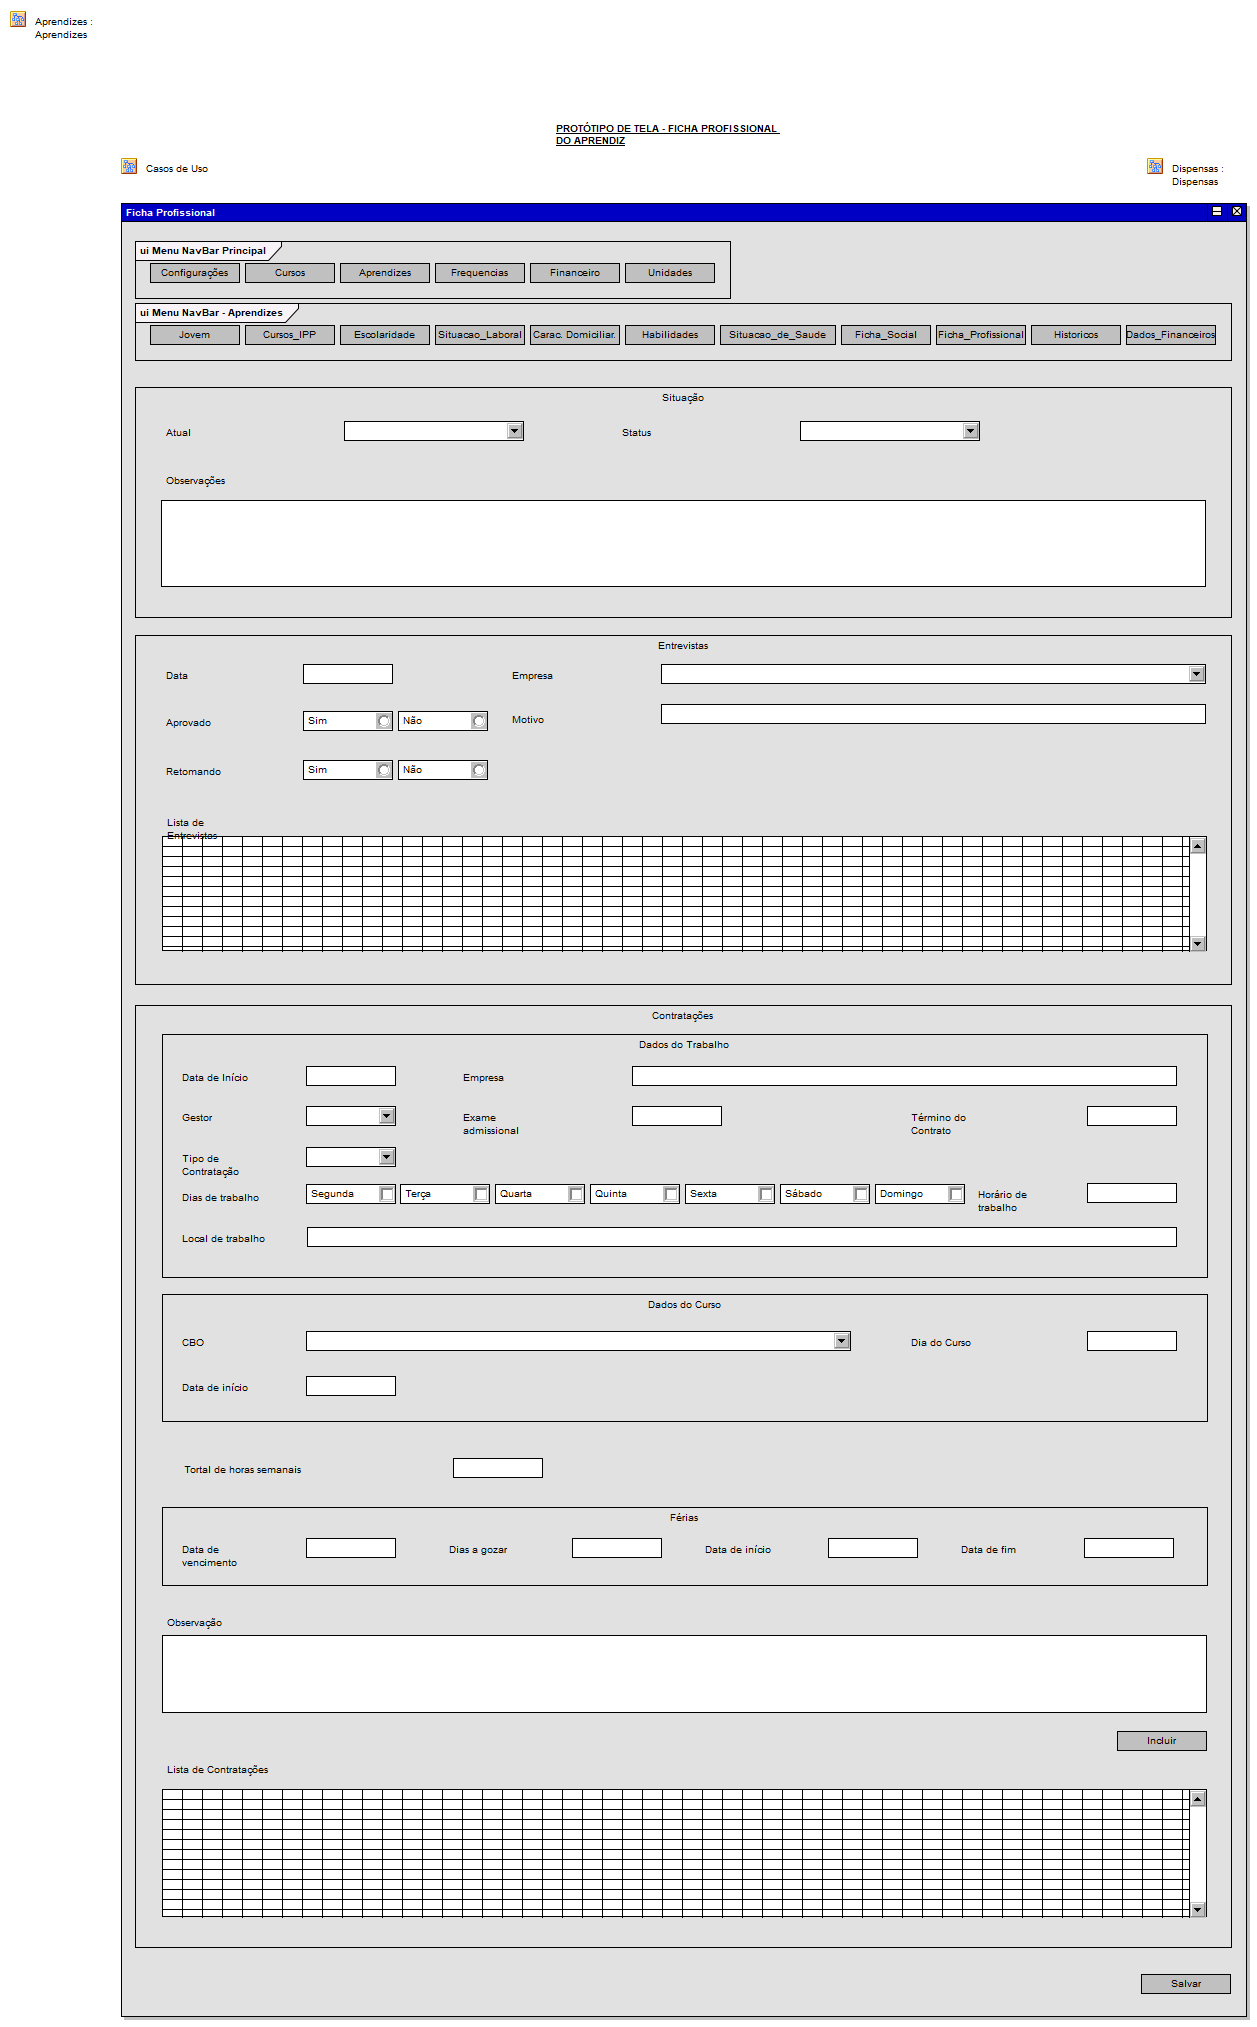 Aprendizes :
Aprendizes
PROTÓTIPO DE TELA - FICHA PROFISSIONAL
DO APRENDIZ
Casos de Uso
Dispensas :
Dispensas
Ficha Profissional
ui Menu NavBar Principal
Configurações Cursos Aprendizes Frequencias Financeiro Unidades
ui Menu NavBar - Aprendizes
Jovem Cursos_IPP Escolaridade Situacao_Laboral Carac. Domiciliar. Habilidades Situacao_de_Saude Ficha_Social Ficha_Profissional Historicos Dados_Financeiros
Situação
Atual Status
Observações
Entrevistas
Data Empresa
Aprovado Sim Não Motivo
Retomando Sim Não
Lista de
Entrevistas
Contratações
Dados do Trabalho
Data de Início Empresa
Gestor Exame
admissional Término do
Contrato
Tipo de
Contratação
Dias de trabalho Segunda Terça Quarta Quinta Sexta Sábado Domingo Horário de
trabalho
Local de trabalho
Dados do Curso
CBO Dia do Curso
Data de início
Tortal de horas semanais
Férias
Data de
vencimento Dias a gozar Data de início Data de fim
Observação
Incluir
Lista de Contratações
Salvar